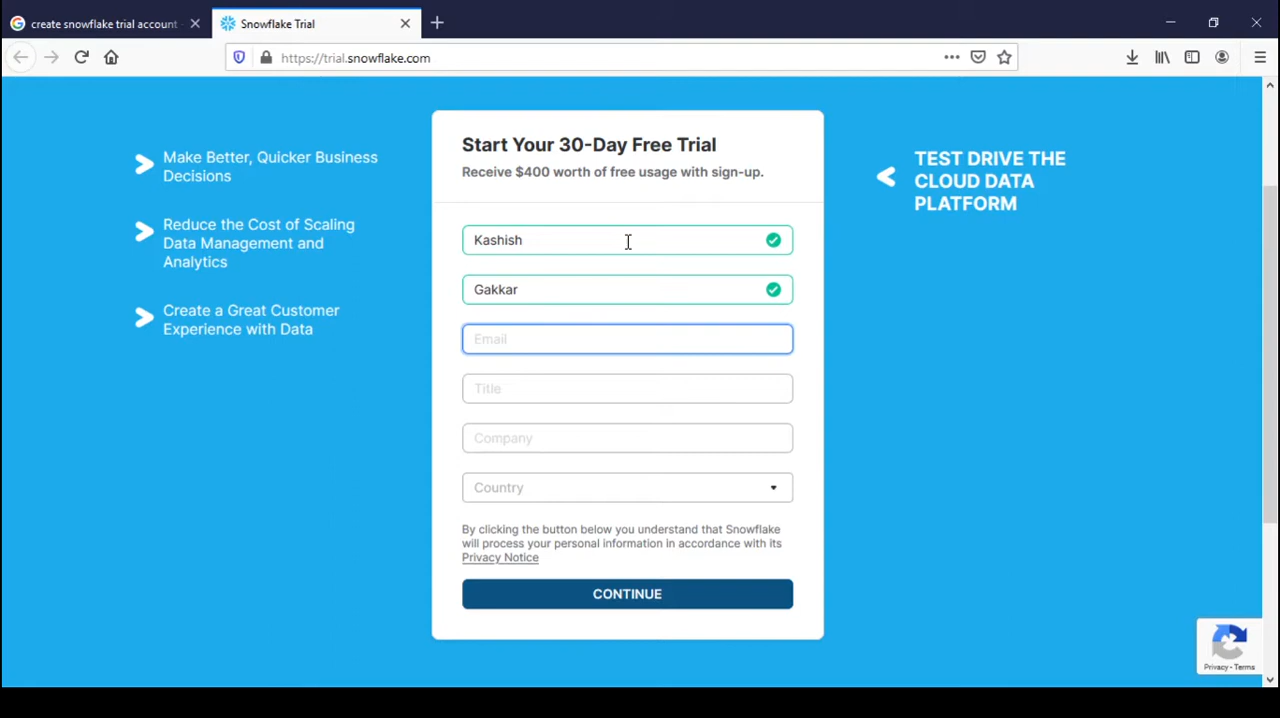 create snowflake trial account
Snowflake Trial
https://trial.snowflake.com
Make Better, Quicker Business
Decisions
Reduce the Cost of Scaling
Data Management and
Analytics
Create a Great Customer
Experience with Data
Start Your 30-Day Free Trial
Receive $400 worth of free usage with sign-up.
Kashish
Gakkar
Email
Title
Company
Country
By clicking the button below you understand that Snowflake
will process your personal information in accordance with its
Privacy Notice
CONTINUE
TEST DRIVE THE
CLOUD DATA
PLATFORM
Privacy - Terms